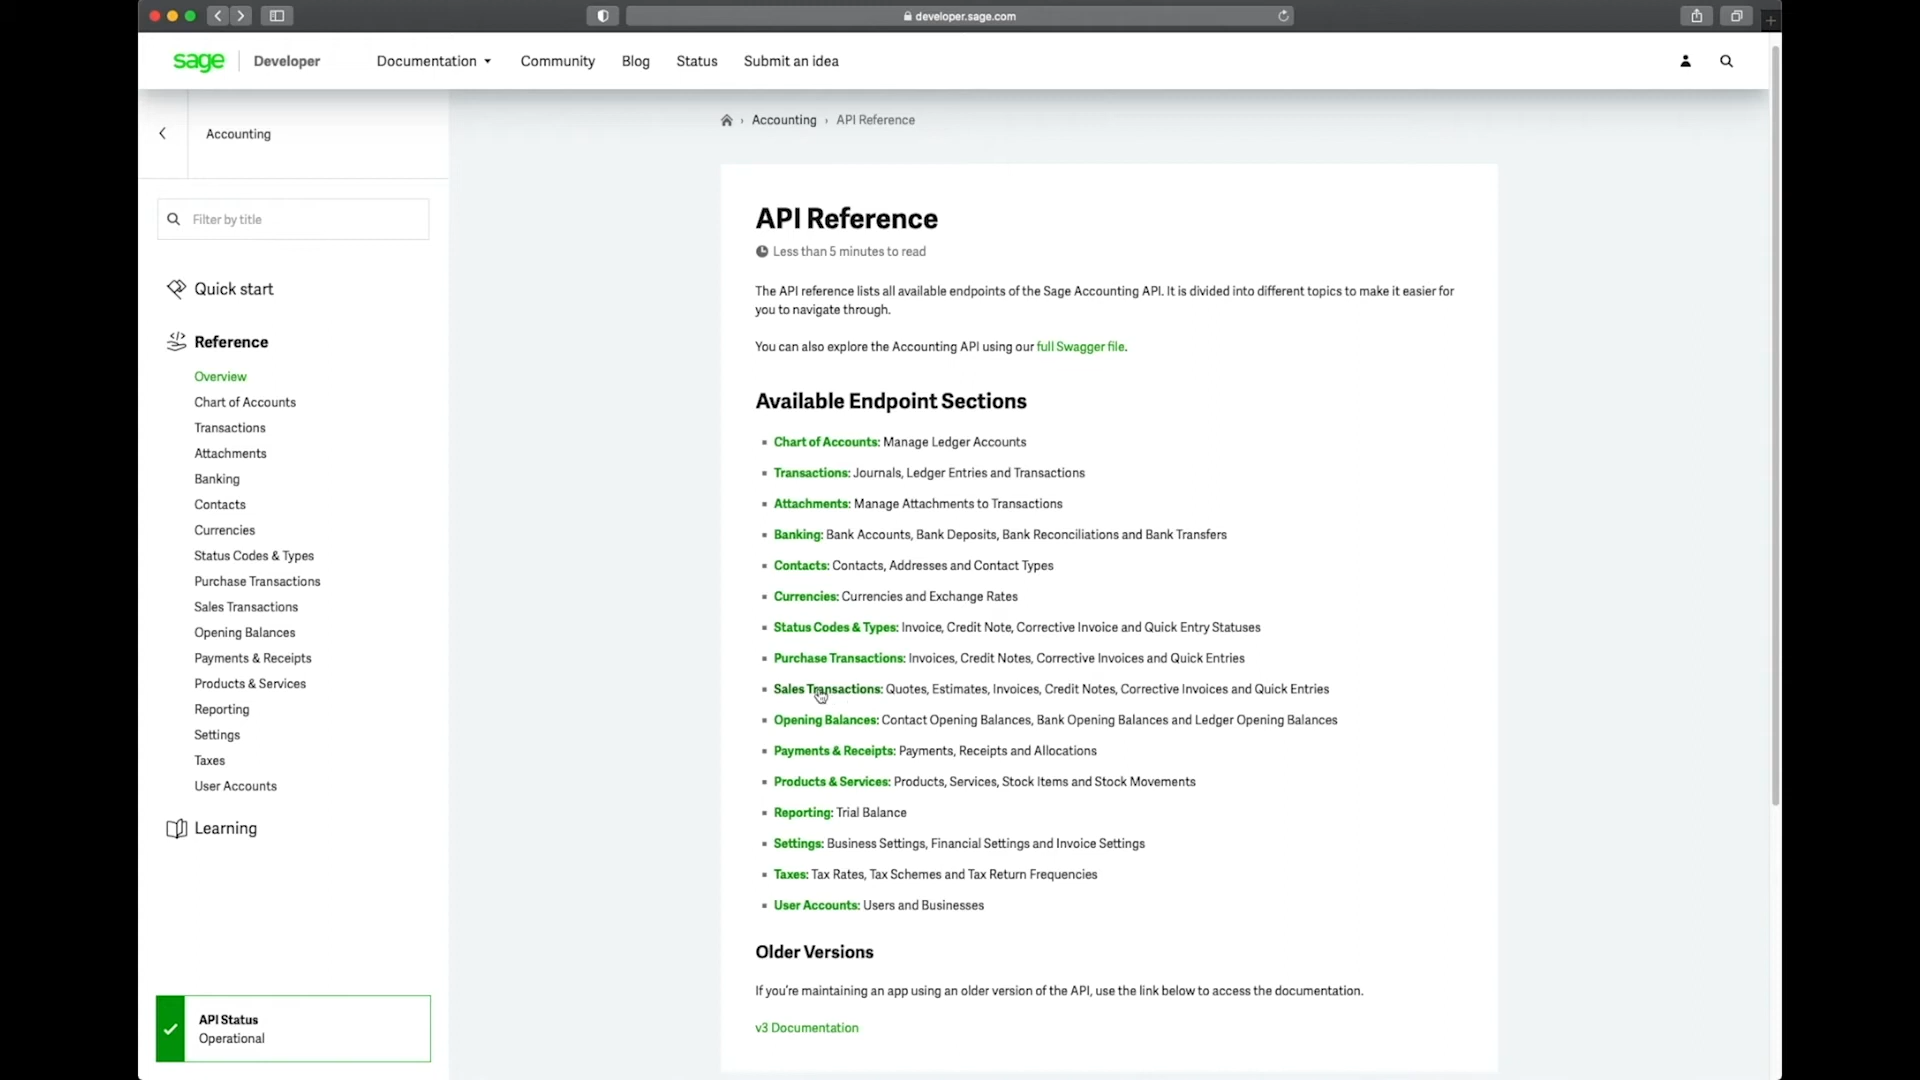 developer.sage.com
sage Developer Documentation Community Blog Status Submit an idea
Accounting
Filter by title
Quick start
Reference
Overview
Chart of Accounts
Transactions
Attachments
Banking
Contacts
Currencies
Status Codes & Types
Purchase Transactions
Sales Transactions
Opening Balances
Payments & Receipts
Products & Services
Reporting
Settings
Taxes
User Accounts
Learning
API Status
Operational
Accounting › API Reference
API Reference
Less than 5 minutes to read
The API reference lists all available endpoints of the Sage Accounting API. It is divided into different topics to make it easier for
you to navigate through.
You can also explore the Accounting API using our full Swagger file.
Available Endpoint Sections
Chart of Accounts: Manage Ledger Accounts
Transactions: Journals, Ledger Entries and Transactions
Attachments: Manage Attachments to Transactions
Banking: Bank Accounts, Bank Deposits, Bank Reconciliations and Bank Transfers
Contacts: Contacts, Addresses and Contact Types
Currencies: Currencies and Exchange Rates
Status Codes & Types: Invoice, Credit Note, Corrective Invoice and Quick Entry Statuses
Purchase Transactions: Invoices, Credit Notes, Corrective Invoices and Quick Entries
Sales Transactions: Quotes, Estimates, Invoices, Credit Notes, Corrective Invoices and Quick Entries
Opening Balances: Contact Opening Balances, Bank Opening Balances and Ledger Opening Balances
Payments & Receipts: Payments, Receipts and Allocations
Products & Services: Products, Services, Stock Items and Stock Movements
Reporting: Trial Balance
Settings: Business Settings, Financial Settings and Invoice Settings
Taxes: Tax Rates, Tax Schemes and Tax Return Frequencies
User Accounts: Users and Businesses
Older Versions
If you're maintaining an app using an older version of the API, use the link below to access the documentation.
v3 Documentation